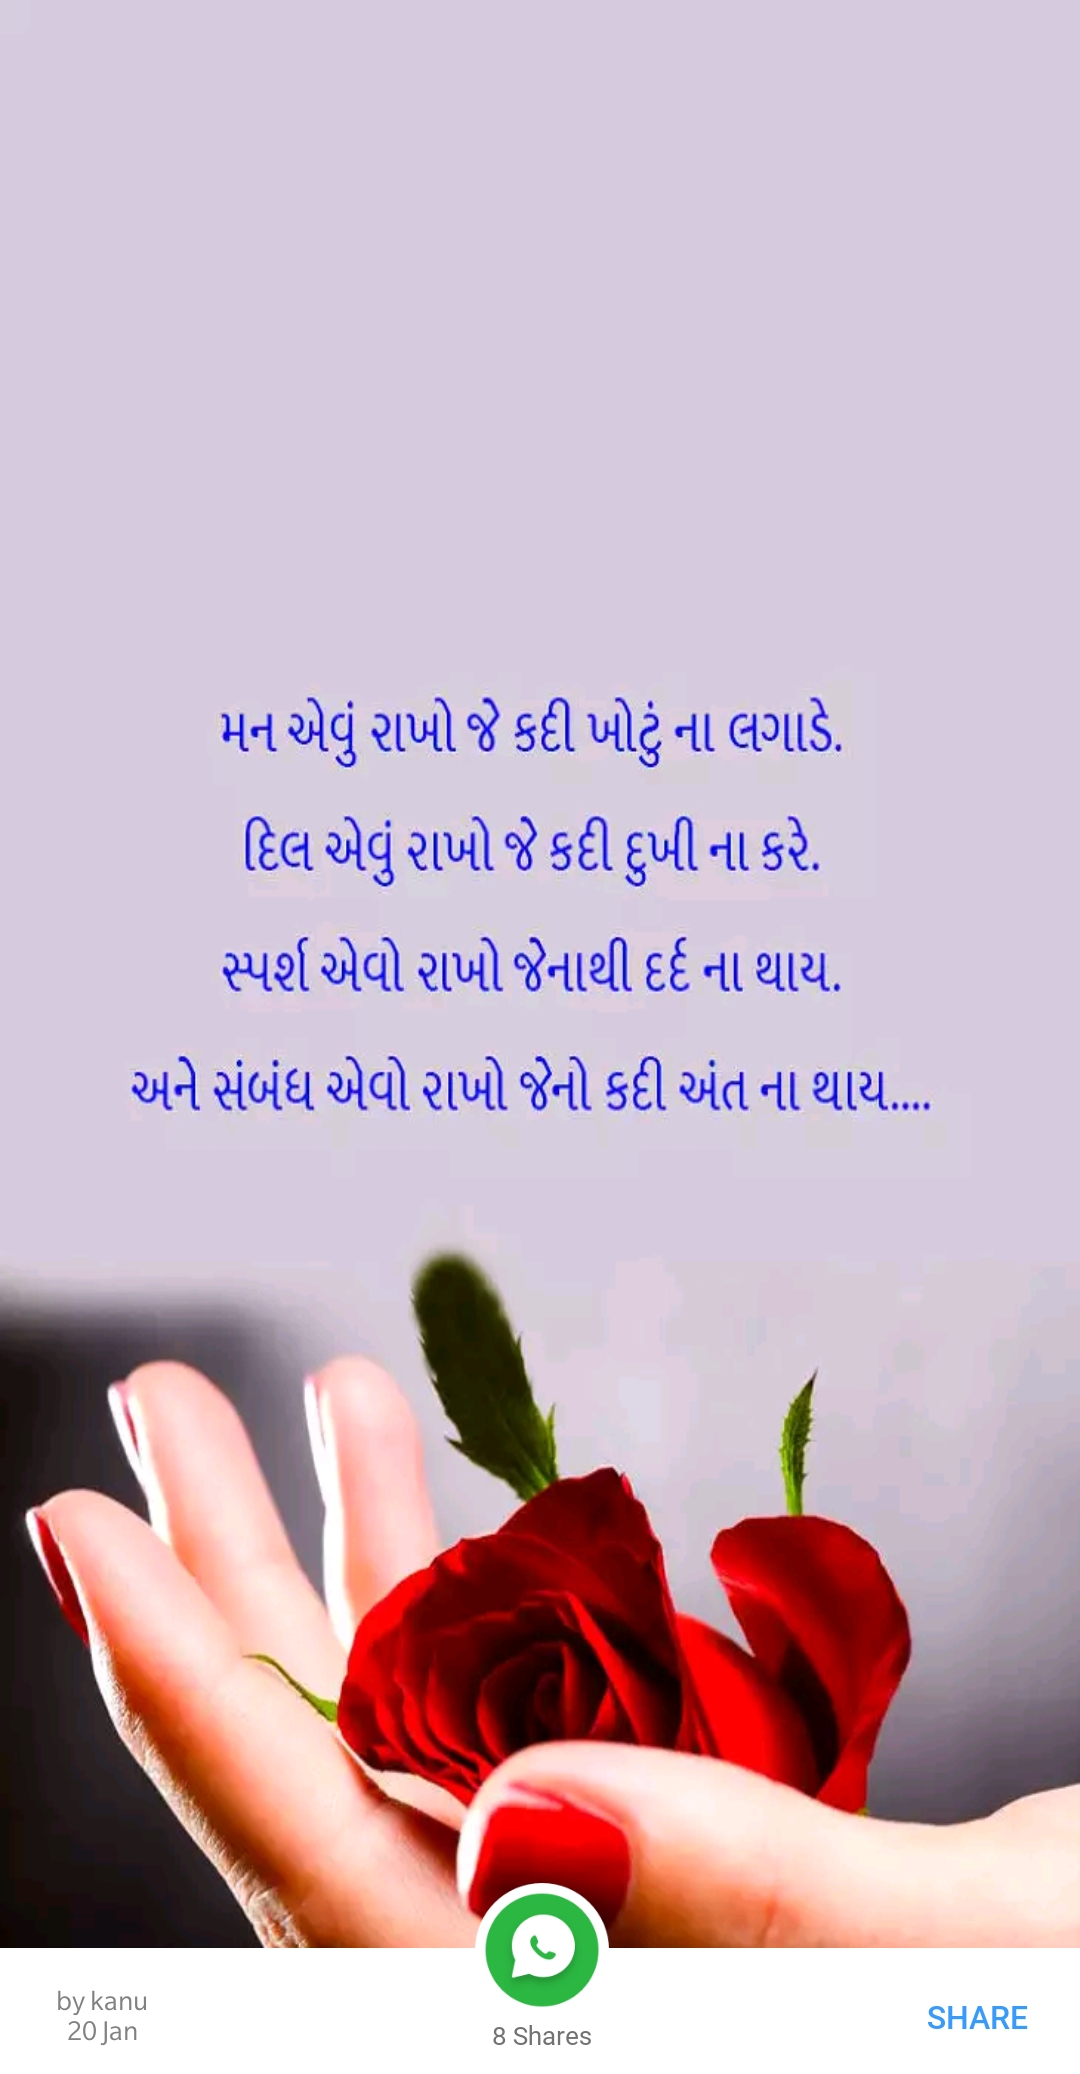 મન એવું રાખો જે કદી ખોટું ના લગાડે.
દિલ એવું રાખો જે કદી દુખી ના કરે.
સ્પર્શ એવો રાખો જેનાથી દર્દ ના થાય.
અને સંબંધ એવો રાખો જેનો કદી અંત ના થાય....
by kanu
20 Jan
8 Shares
SHARE